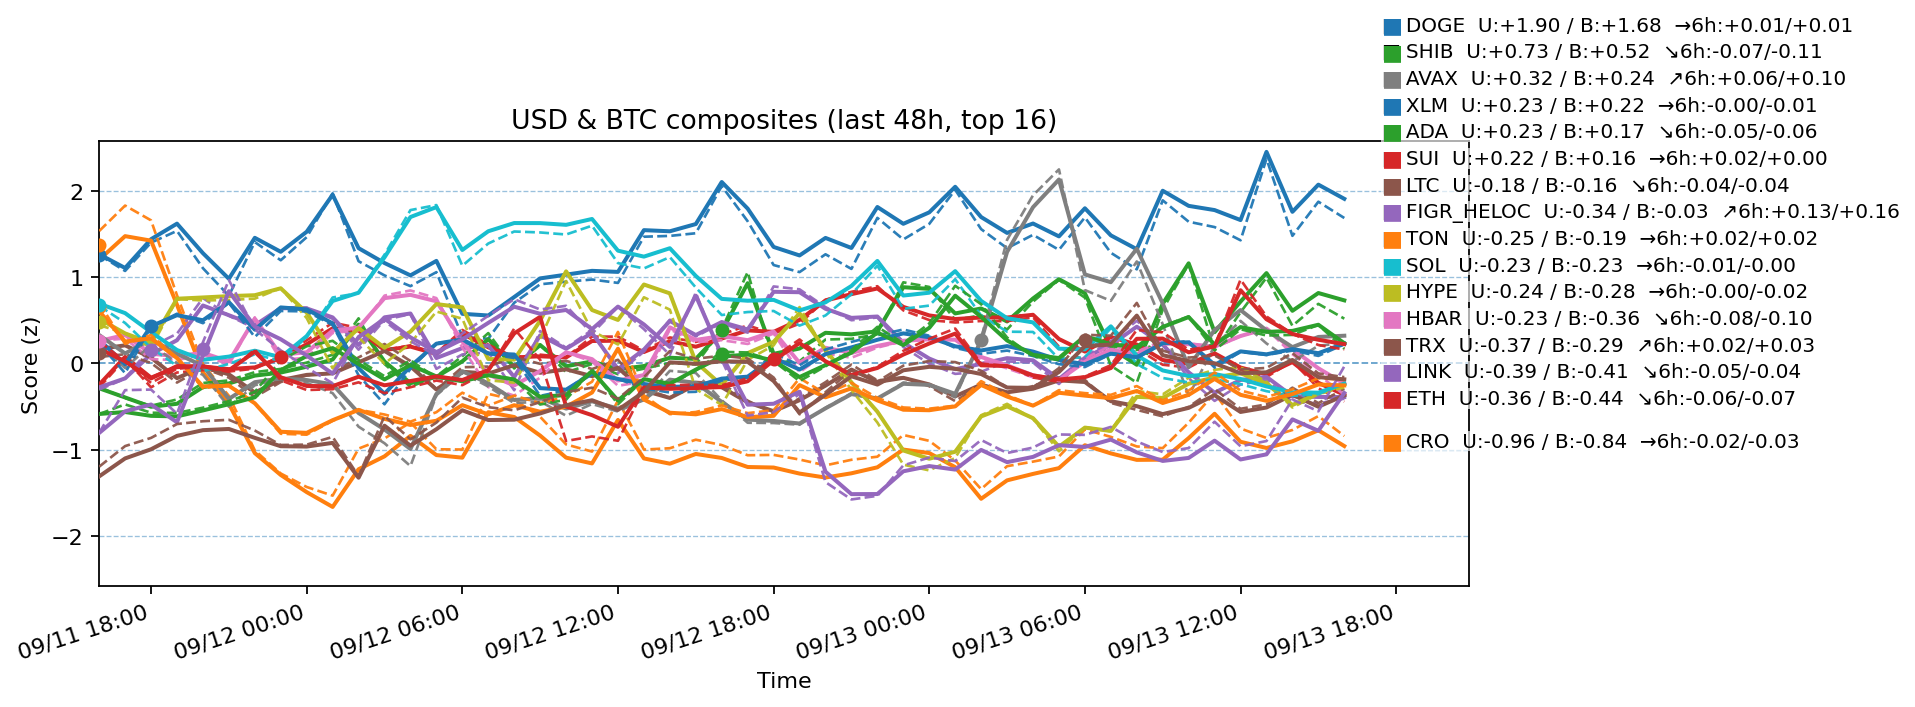 DOGE U:+1.90 / B:+1.68 →6h:+0.01/+0.01
SHIB U:+0.73 / B:+0.52 ↘6h:-0.07/-0.11
AVAX U:+0.32 / B:+0.24 ↗6h:+0.06/+0.10
XLM U:+0.23 / B:+0.22 →6h:-0.00/-0.01
ADA U:+0.23 / B:+0.17 ↘6h:-0.05/-0.06
SUI U:+0.22 / B:+0.16 →6h:+0.02/+0.00
LTC U:-0.18 / B:-0.16 ↘6h:-0.04/-0.04
FIGR_HELOC U:-0.34 / B:-0.03 ↗6h:+0.13/+0.16
TON U:-0.25 / B:-0.19 →6h:+0.02/+0.02
SOL U:-0.23 / B:-0.23 →6h:-0.01/-0.00
HYPE U:-0.24 / B:-0.28 →6h:-0.00/-0.02
HBAR U:-0.23 / B:-0.36 ↘6h:-0.08/-0.10
TRX U:-0.37 / B:-0.29 ↗6h:+0.02/+0.03
LINK U:-0.39 / B:-0.41 ↘6h:-0.05/-0.04
ETH U:-0.36 / B:-0.44 ↘6h:-0.06/-0.07
CRO U:-0.96 / B:-0.84 →6h:-0.02/-0.03
USD & BTC composites (last 48h, top 16)
Score (z)
2
1
0
−1
−2
09/11 18:00
09/12 00:00
09/12 06:00
09/12 12:00
09/12 18:00
09/13 00:00
09/13 06:00
09/13 12:00
09/13 18:00
Time